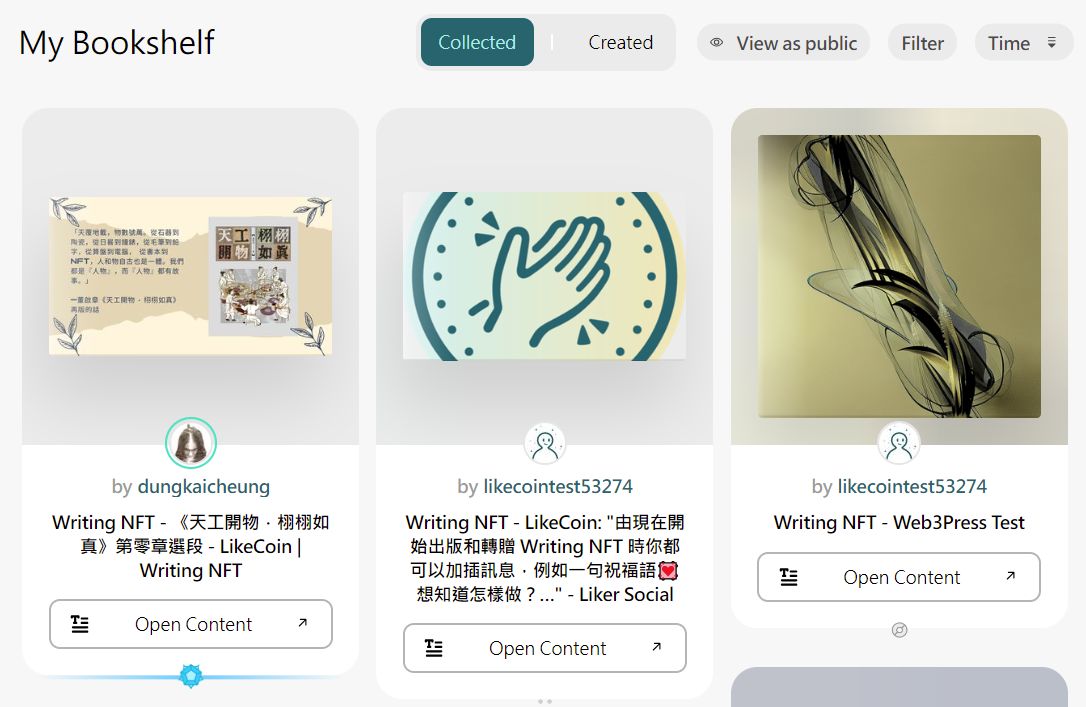 My Bookshelf
Collected
Created
View as public
Filter
Time
「天覆地載，物數號萬。從石器到
陶瓷，從日晷到鐘錶，從毛筆到鉛
字，從算盤到電腦， 從書本到
NFT，人和物自古也是一體。我們
都是『人物』，而『人物』都有故
事。」
—董啟章《天工開物．栩栩如真》
再版的話
天工 栩栩
開物 如真
by dungkaicheung
Writing NFT - 《天工開物．栩栩如
真》第零章選段 - LikeCoin |
Writing NFT
Open Content
by likecointest53274
Writing NFT - LikeCoin: "由現在開
始出版和轉贈 Writing NFT 時你都
可以加插訊息，例如一句祝福語💟
想知道怎樣做？..." - Liker Social
Open Content
by likecointest53274
Writing NFT - Web3Press Test
Open Content